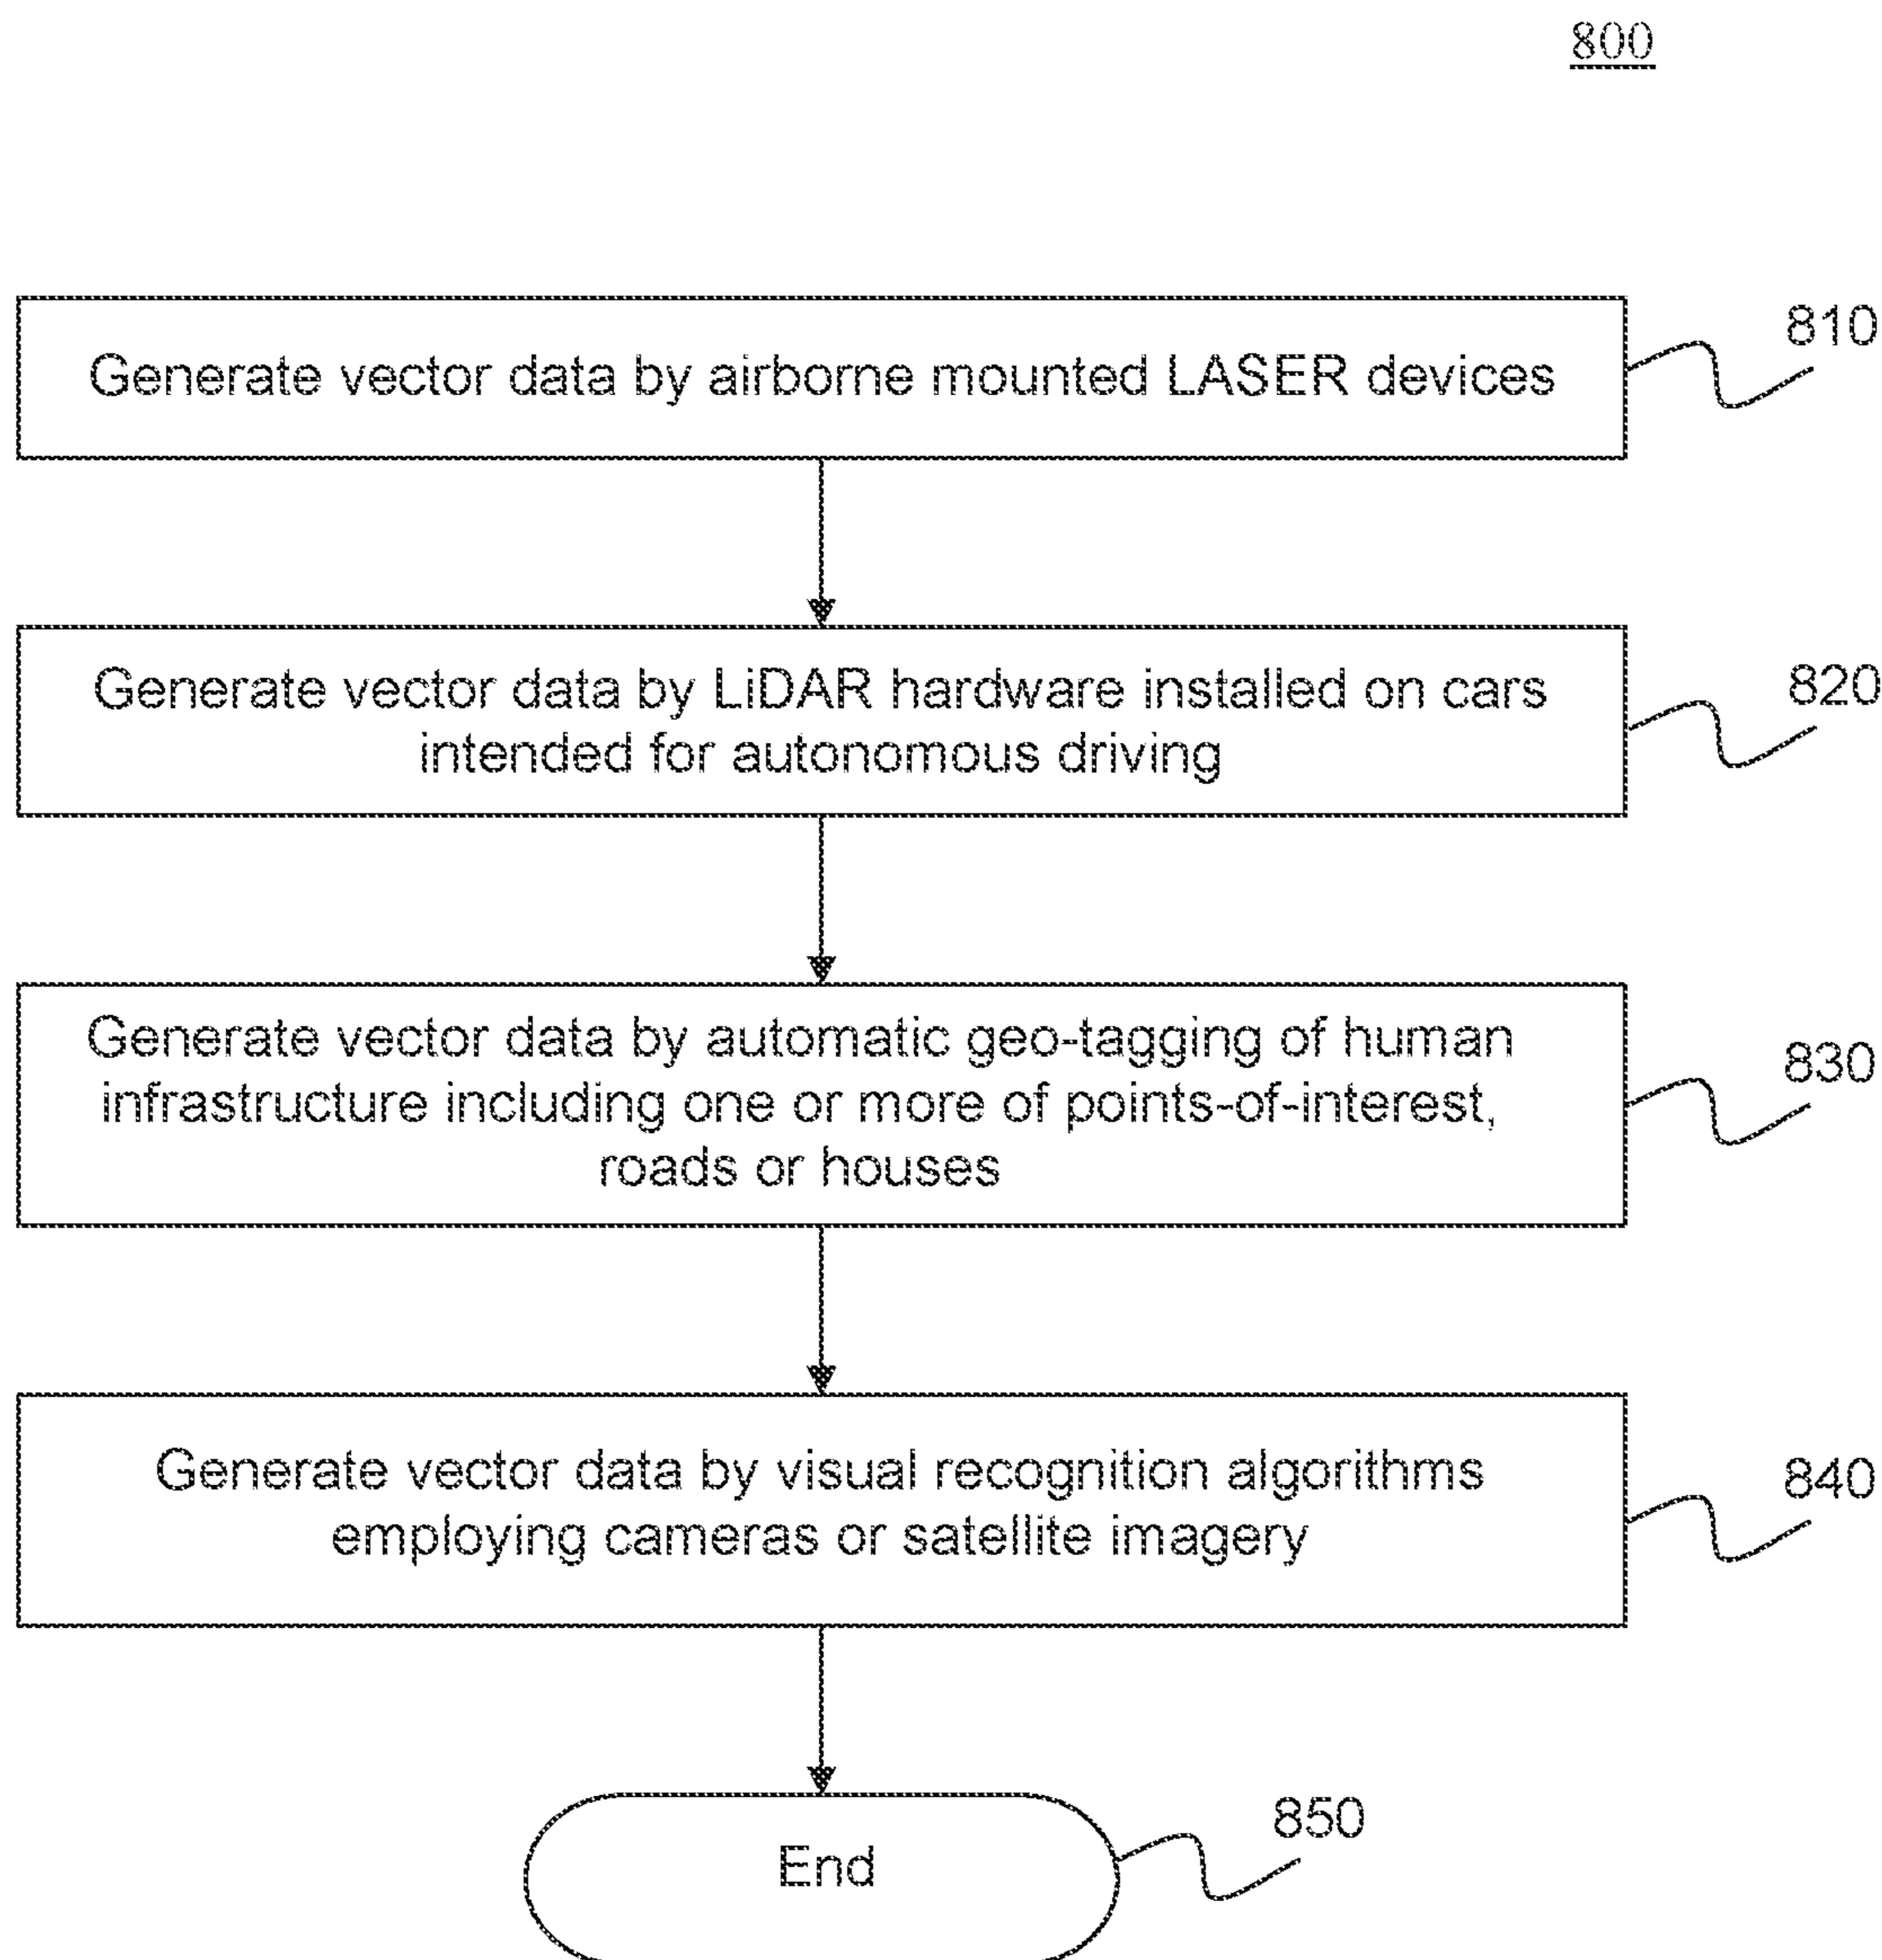 800
Generate vector data by airborne mounted LASER devices
810
Generate vector data by LiDAR hardware installed on cars
intended for autonomous driving
820
Generate vector data by automatic geo-tagging of human
infrastructure including one or more of points-of-interest,
roads or houses
830
Generate vector data by visual recognition algorithms
employing cameras or satellite imagery
840
End
850